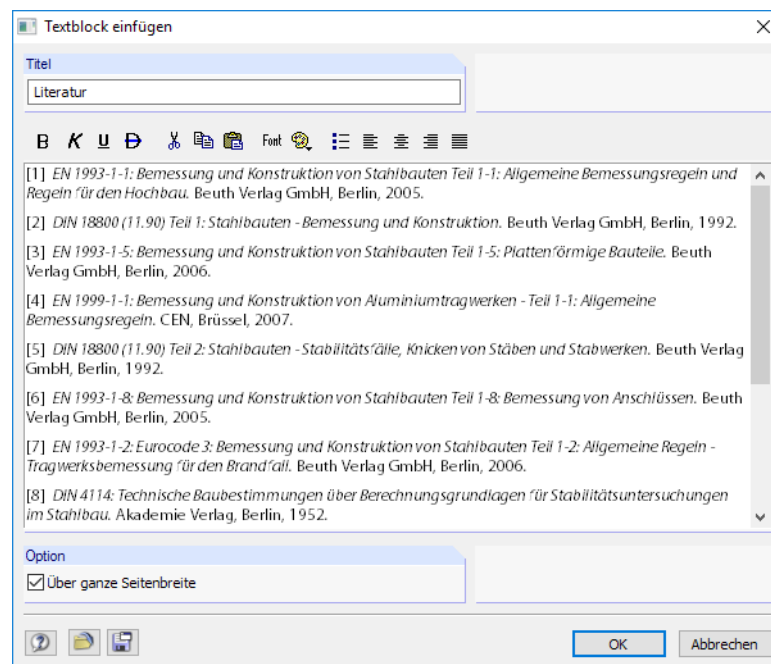 Textblock einfügen
Titel
Literatur
B K U D Font
[1] EN 1993-1-1: Bemessung und Konstruktion von Stahlbauten Teil 1-1: Allgemeine Bemessungsregeln und
Regeln für den Hochbau. Beuth Verlag GmbH, Berlin, 2005.
[2] DIN 18800 (11.90) Teil 1: Stahlbauten - Bemessung und Konstruktion. Beuth Verlag GmbH, Berlin, 1992.
[3] EN 1993-1-5: Bemessung und Konstruktion von Stahlbauten Teil 1-5: Plattenförmige Bauteile. Beuth
Verlag GmbH, Berlin, 2006.
[4] EN 1999-1-1: Bemessung und Konstruktion von Aluminiumtragwerken - Teil 1-1: Allgemeine
Bemessungsregeln. CEN, Brüssel, 2007.
[5] DIN 18800 (11.90) Teil 2: Stahlbauten - Stabilitätsfälle, Knicken von Stäben und Stabwerken. Beuth Verlag
GmbH, Berlin, 1992.
[6] EN 1993-1-8: Bemessung und Konstruktion von Stahlbauten Teil 1-8: Bemessung von Anschlüssen. Beuth
Verlag GmbH, Berlin, 2005.
[7] EN 1993-1-2: Eurocode 3: Bemessung und Konstruktion von Stahlbauten Teil 1-2: Allgemeine Regeln -
Tragwerksbemessung für den Brandfall. Beuth Verlag GmbH, Berlin, 2006.
[8] DIN 4114: Technische Baubestimmungen über Berechnungsgrundlagen für Stabilitätsuntersuchungen
im Stahlbau. Akademie Verlag, Berlin, 1952.
Option
Über ganze Seitenbreite
OK Abbrechen